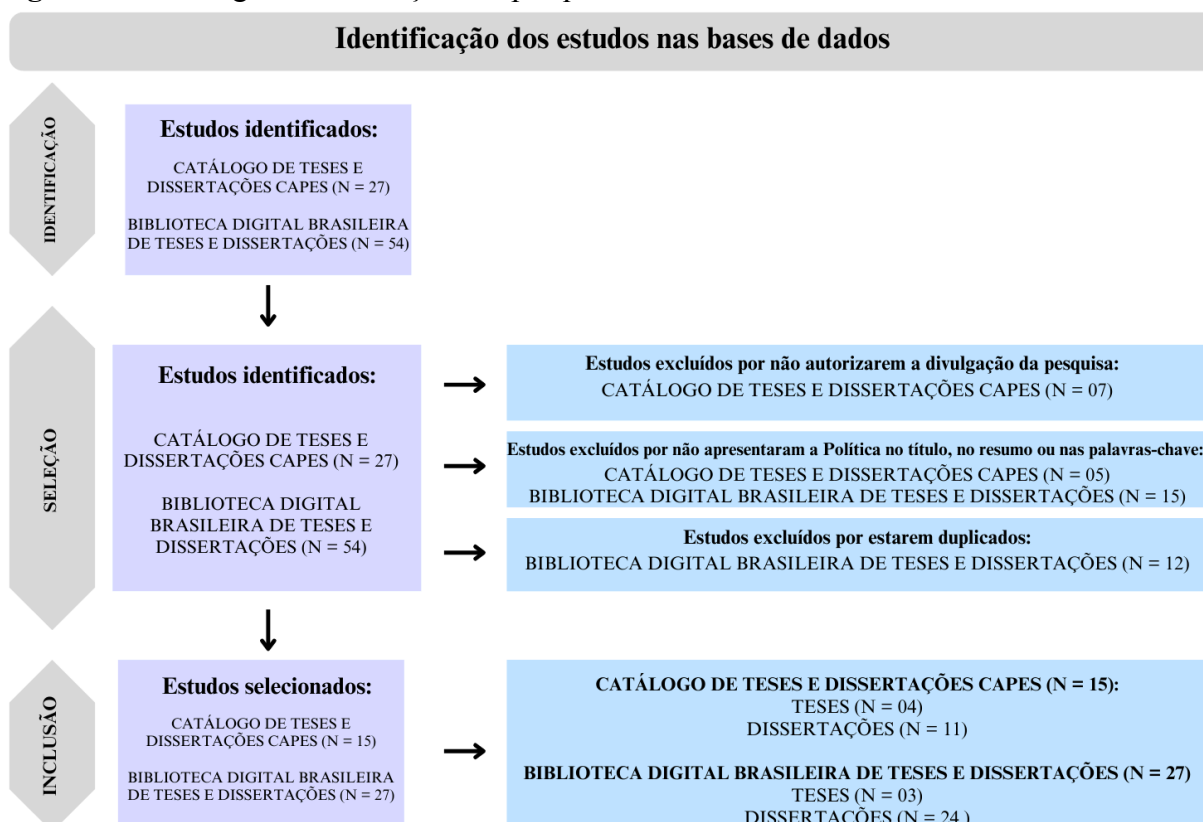 Identificação dos estudos nas bases de dados
IDENTIFICAÇÃO
Estudos identificados:
CATÁLOGO DE TESES E
DISSERTAÇÕES CAPES (N = 27)
BIBLIOTECA DIGITAL BRASILEIRA
DE TESES E DISSERTAÇÕES (N = 54)
SELEÇÃO
Estudos identificados:
CATÁLOGO DE TESES E
DISSERTAÇÕES CAPES (N = 27)
BIBLIOTECA DIGITAL
BRASILEIRA DE TESES E
DISSERTAÇÕES (N = 54)
Estudos excluídos por não autorizarem a divulgação da pesquisa:
CATÁLOGO DE TESES E DISSERTAÇÕES CAPES (N = 07)
Estudos excluídos por não apresentaram a Política no título, no resumo ou nas palavras-chave:
CATÁLOGO DE TESES E DISSERTAÇÕES CAPES (N = 05)
BIBLIOTECA DIGITAL BRASILEIRA DE TESES E DISSERTAÇÕES (N = 15)
Estudos excluídos por estarem duplicados:
BIBLIOTECA DIGITAL BRASILEIRA DE TESES E DISSERTAÇÕES (N = 12)
INCLUSÃO
Estudos selecionados:
CATÁLOGO DE TESES E
DISSERTAÇÕES CAPES (N = 15)
BIBLIOTECA DIGITAL BRASILEIRA
DE TESES E DISSERTAÇÕES (N = 27)
CATÁLOGO DE TESES E DISSERTAÇÕES CAPES (N = 15):
TESES (N = 04)
DISSERTAÇÕES (N = 11)
BIBLIOTECA DIGITAL BRASILEIRA DE TESES E DISSERTAÇÕES (N = 27)
TESES (N = 03)
DISSERTAÇÕES (N = 24 )